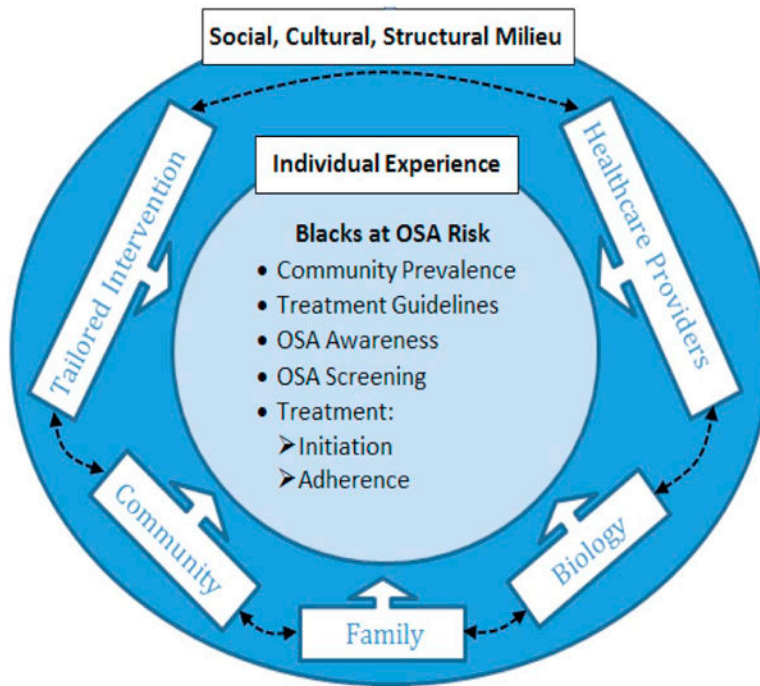 Social, Cultural, Structural Milieu
Tailored Intervention
Healthcare Providers
Individual Experience
Blacks at OSA Risk
• Community Prevalence
• Treatment Guidelines
• OSA Awareness
• OSA Screening
• Treatment:
➢Initiation
➢Adherence
Community
Family
Biology